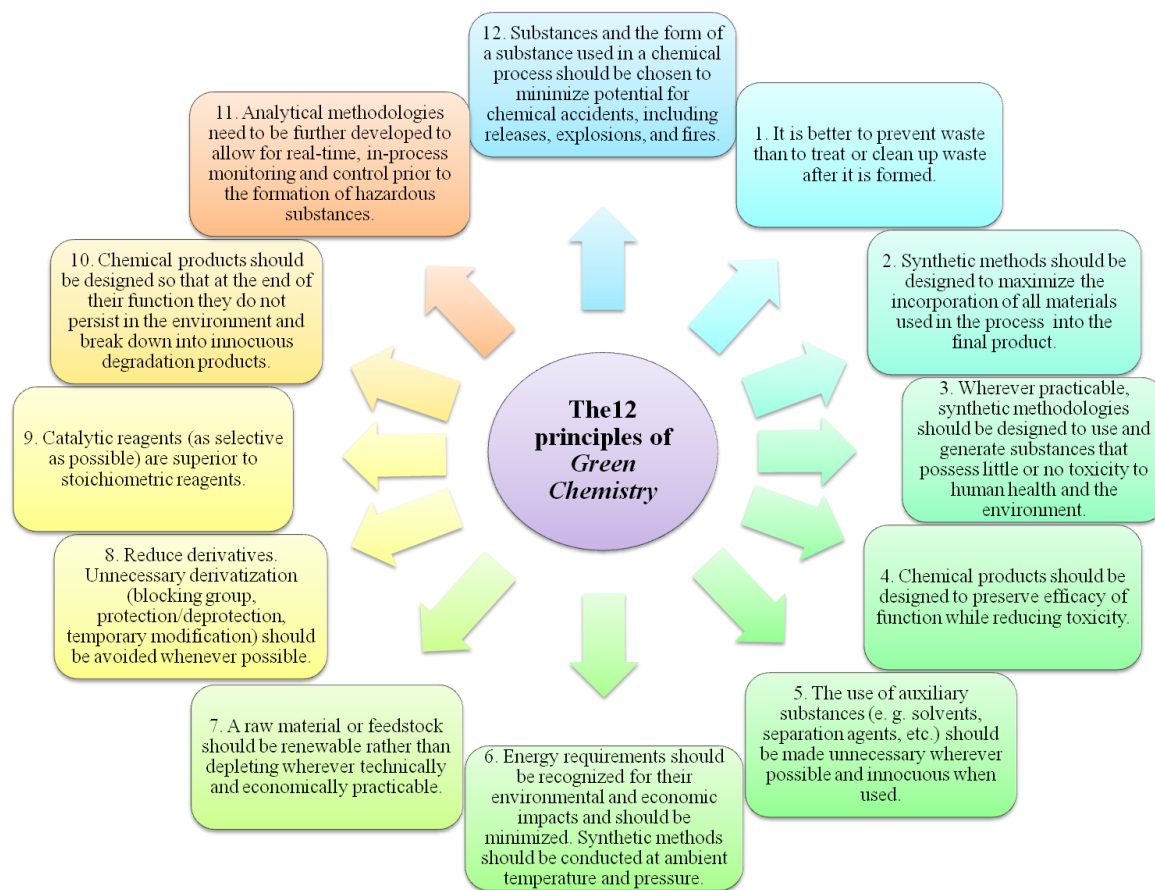 The12
principles of
Green
Chemistry
1. It is better to prevent waste
than to treat or clean up waste
after it is formed.
2. Synthetic methods should be
designed to maximize the
incorporation of all materials
used in the process into the
final product.
3. Wherever practicable,
synthetic methodologies
should be designed to use and
generate substances that
possess little or no toxicity to
human health and the
environment.
4. Chemical products should be
designed to preserve efficacy of
function while reducing toxicity.
5. The use of auxiliary
substances (e. g. solvents,
separation agents, etc.) should
be made unnecessary wherever
possible and innocuous when
used.
6. Energy requirements should
be recognized for their
environmental and economic
impacts and should be
minimized. Synthetic methods
should be conducted at ambient
temperature and pressure.
7. A raw material or feedstock
should be renewable rather than
depleting wherever technically
and economically practicable.
8. Reduce derivatives.
Unnecessary derivatization
(blocking group,
protection/deprotection,
temporary modification) should
be avoided whenever possible.
9. Catalytic reagents (as selective
as possible) are superior to
stoichiometric reagents.
10. Chemical products should
be designed so that at the end of
their function they do not
persist in the environment and
break down into innocuous
degradation products.
11. Analytical methodologies
need to be further developed to
allow for real-time, in-process
monitoring and control prior to
the formation of hazardous
substances.
12. Substances and the form of
a substance used in a chemical
process should be chosen to
minimize potential for
chemical accidents, including
releases, explosions, and fires.